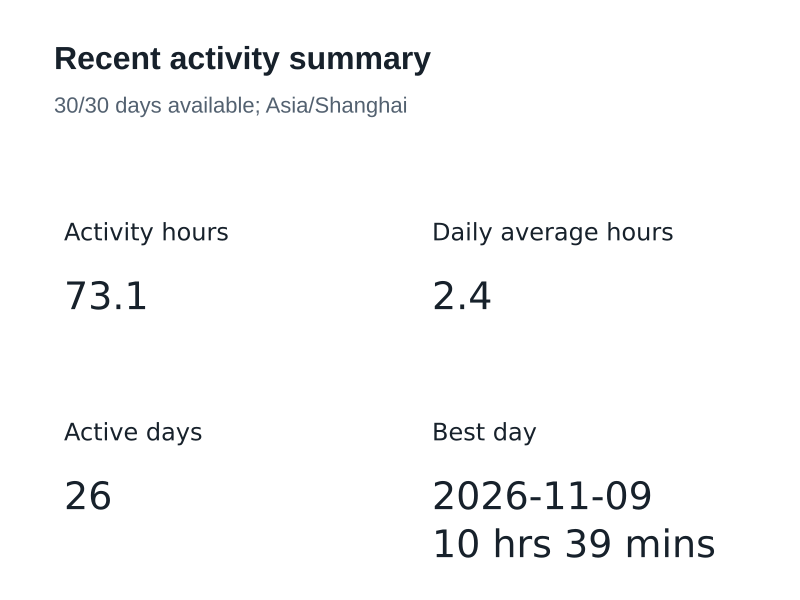 Recent activity summary
30/30 days available; Asia/Shanghai
Activity hours
73.1
Daily average hours
2.4
Active days
26
Best day
2026-11-09
10 hrs 39 mins